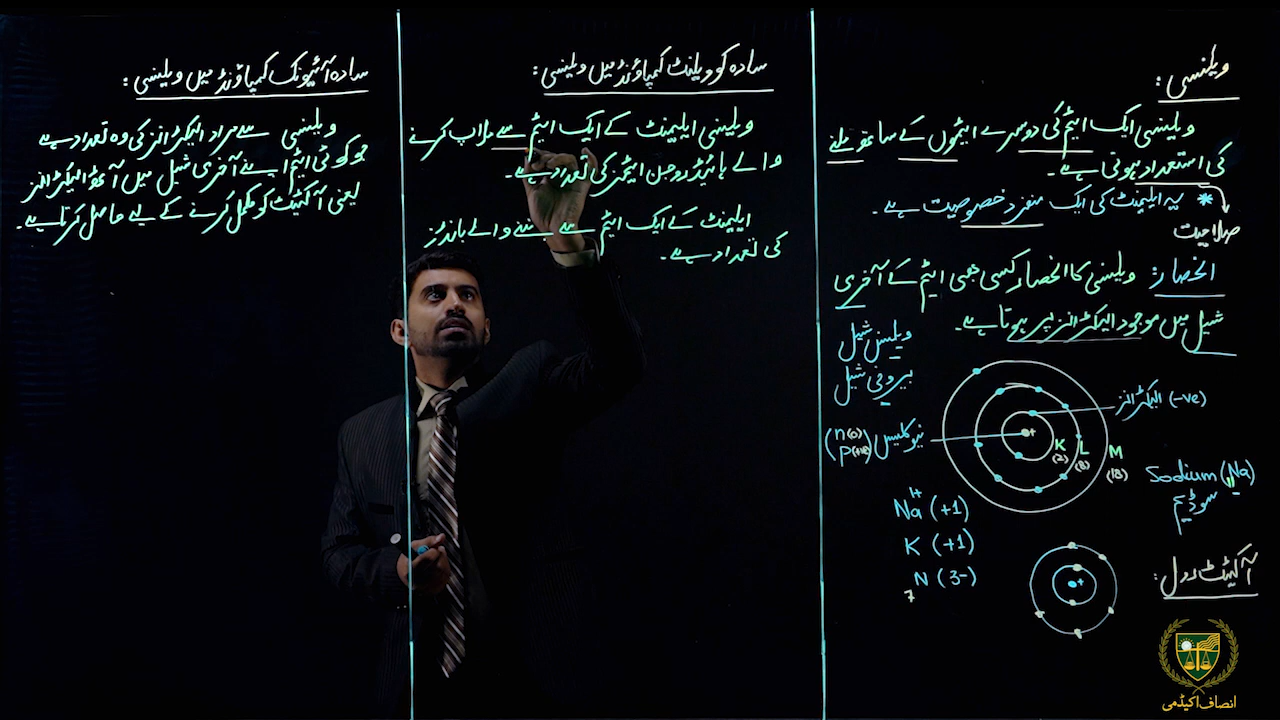 ویلنسی:
ویلنسی ایک ایٹم کی دوسرے ایٹموں کے ساتھ ملنے
کی استعداد ہوتی ہے۔
* یہ ایلیمنٹ کی ایک منفرد خصوصیت ہے۔
صلاحیت
انحصار: ویلنسی کا انحصار کسی بھی ایٹم کے آخری
شیل میں موجود الیکٹرانز پر ہوتا ہے۔
ویلنس شیل
بیرونی شیل
الیکٹرانز (-ve)
نیوکلیس
n(0)
P(+ve)
K
(2)
L
(8)
M
(18)
Sodium (Na)
سوڈیم
Na1+ (+1)
K (+1)
7N (3-)
آکٹیٹ رول:
سادہ کوویلنٹ کمپاؤنڈز میں ویلنسی:
ویلنسی ایلیمنٹ کے ایک ایٹم سے ملاپ کرنے
والے ہائیڈروجن ایٹمز کی تعداد ہے۔
ایلیمنٹ کے ایک ایٹم سے بننے والے بانڈز
کی تعداد ہے۔
سادہ آئیونک کمپاؤنڈز میں ویلنسی:
ویلنسی سے مراد الیکٹرانز کی وہ تعداد ہے
جو کوئی ایٹم اپنے آخری شیل میں آٹھ الیکٹرانز
یعنی آکٹیٹ کو مکمل کرنے کے لیے حاصل کرتا ہے۔
انصاف اکیڈمی